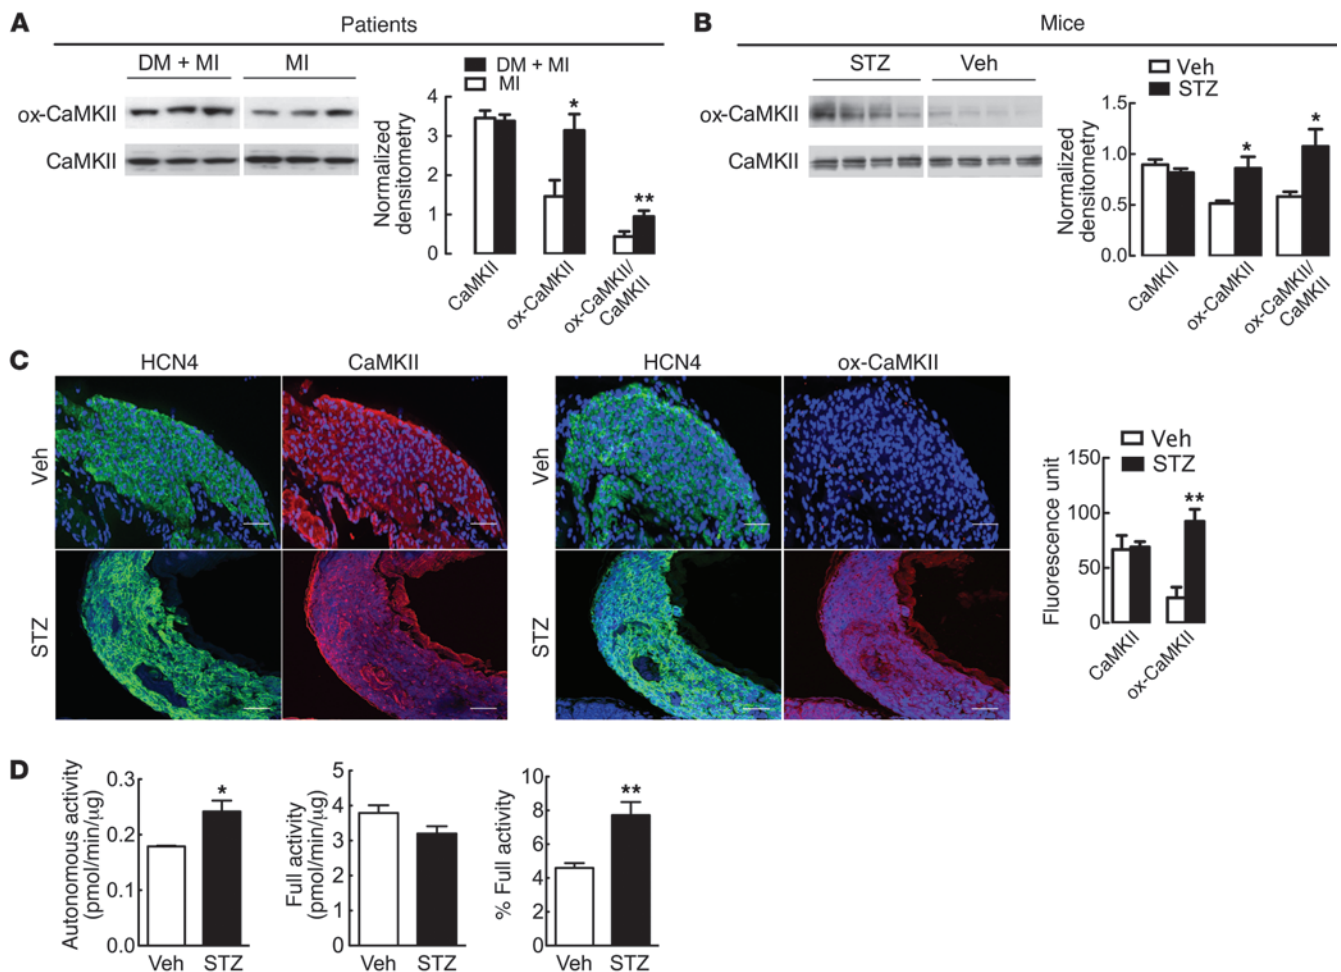 A
Patients
DM + MI
MI
ox-CaMKII
CaMKII
DM + MI
MI
Normalized
densitometry
4
3
2
1
0
*
**
CaMKII
ox-CaMKII
ox-CaMKII/
CaMKII
B
Mice
STZ
Veh
ox-CaMKII
CaMKII
Veh
STZ
Normalized
densitometry
1.5
1.0
0.5
0.0
*
*
CaMKII
ox-CaMKII
ox-CaMKII/
CaMKII
C
HCN4
CaMKII
HCN4
ox-CaMKII
Veh
STZ
Veh
STZ
Veh
STZ
Fluorescence unit
150
100
50
0
**
CaMKII
ox-CaMKII
D
Autonomous activity
(pmol/min/µg)
0.3
0.2
0.1
0.0
*
Veh
STZ
Full activity
(pmol/min/µg)
5
4
3
2
1
0
Veh
STZ
% Full activity
10
8
6
4
2
0
**
Veh
STZ